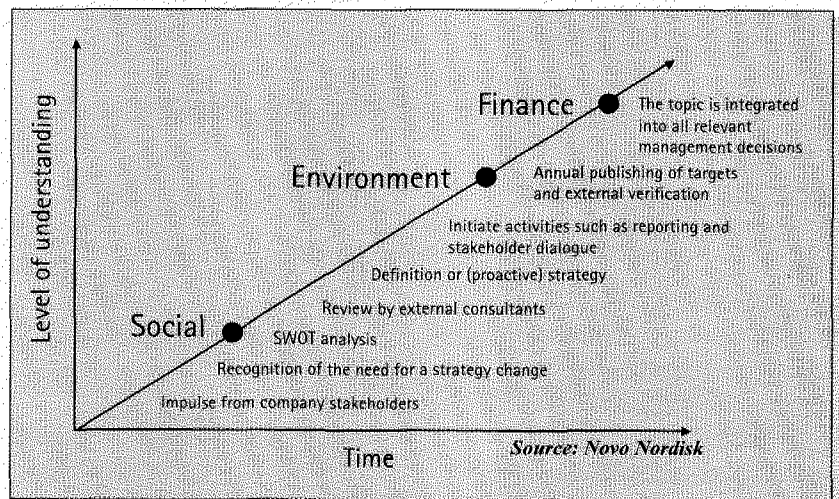 Level of understanding
Finance
The topic is integrated
into all relevant
management decisions
Environment
Annual publishing of targets
and external verification
Initiate activities such as reporting and
stakeholder dialogue
Definition or (proactive) strategy
Review by external consultants
Social
SWOT analysis
Recognition of the need for a strategy change
Impulse from company stakeholders
Time
Source: Novo Nordisk